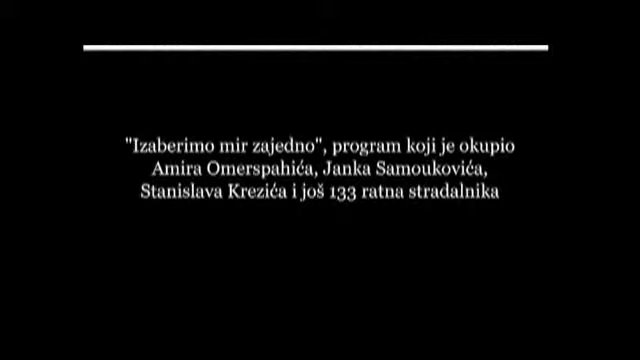 "Izaberimo mir zajedno", program koji je okupio
Amira Omerspahića, Janka Samoukovića,
Stanislava Krezića i još 133 ratna stradalnika